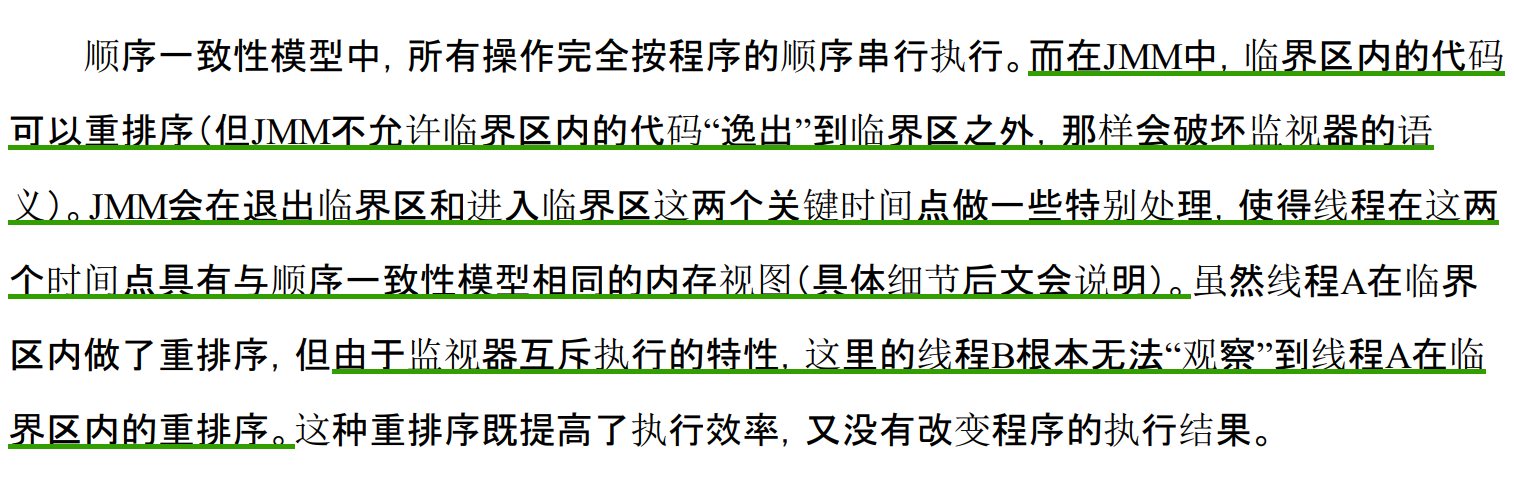 顺序一致性模型中，所有操作完全按程序的顺序串行执行。而在JMM中，临界区内的代码
可以重排序（但JMM不允许临界区内的代码“逸出”到临界区之外，那样会破坏监视器的语
义）。JMM会在退出临界区和进入临界区这两个关键时间点做一些特别处理，使得线程在这两
个时间点具有与顺序一致性模型相同的内存视图（具体细节后文会说明）。虽然线程A在临界
区内做了重排序，但由于监视器互斥执行的特性，这里的线程B根本无法“观察”到线程A在临
界区内的重排序。这种重排序既提高了执行效率，又没有改变程序的执行结果。